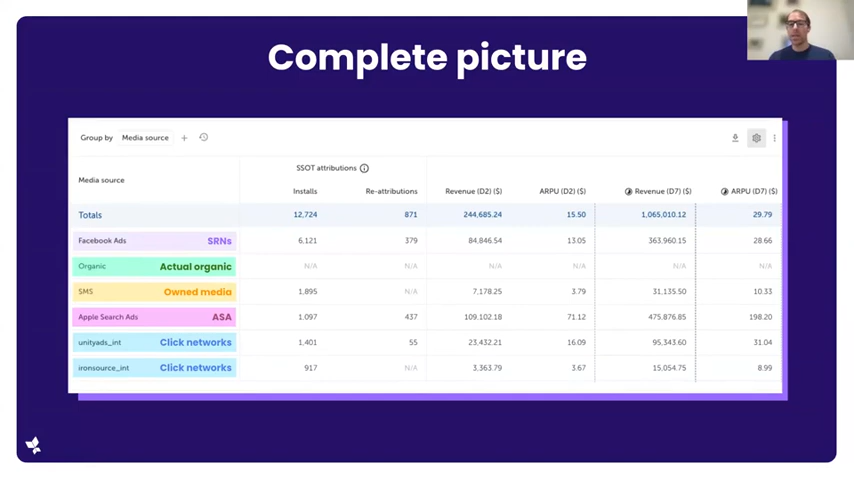 Complete picture
Group by Media source +
SSOT attributions
Media source Installs Re-attributions Revenue (D2) ($) ARPU (D2) ($) Revenue (D7) ($) ARPU (D7) ($)
Totals 12,724 871 244,685.24 15.50 1,065,010.12 29.79
Facebook Ads SRNs 6,121 379 84,846.54 13.05 363,960.15 28.66
Organic Actual organic N/A N/A N/A N/A N/A N/A
SMS Owned media 1,895 N/A 7,178.25 3.79 31,135.50 10.33
Apple Search Ads ASA 1,097 437 109,102.18 71.12 475,876.85 198.20
unityads_int Click networks 1,401 55 23,432.21 16.09 95,343.60 31.04
ironsource_int Click networks 917 N/A 3,363.79 3.67 15,054.75 8.99